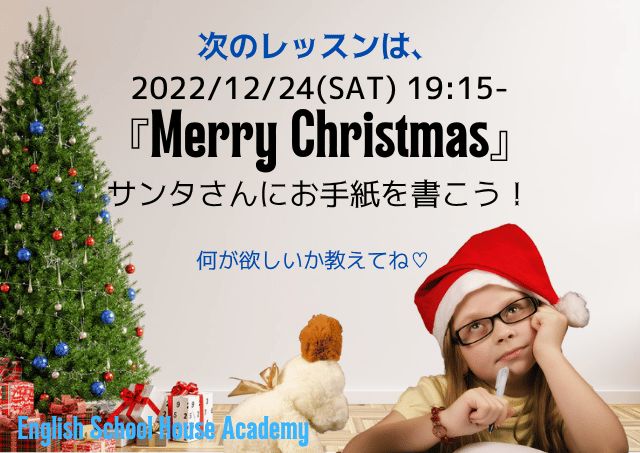 次のレッスンは、
2022/12/24(SAT) 19:15-
『Merry Christmas』
サンタさんにお手紙を書こう！
何が欲しいか教えてね♡
English School House Academy